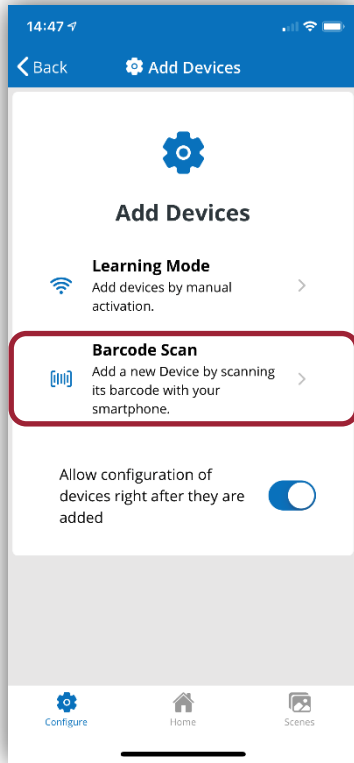 14:47
Back
Add Devices
Add Devices
Learning Mode
Add devices by manual
activation.
Barcode Scan
Add a new Device by scanning
its barcode with your
smartphone.
Allow configuration of
devices right after they are
added
Configure
Home
Scenes